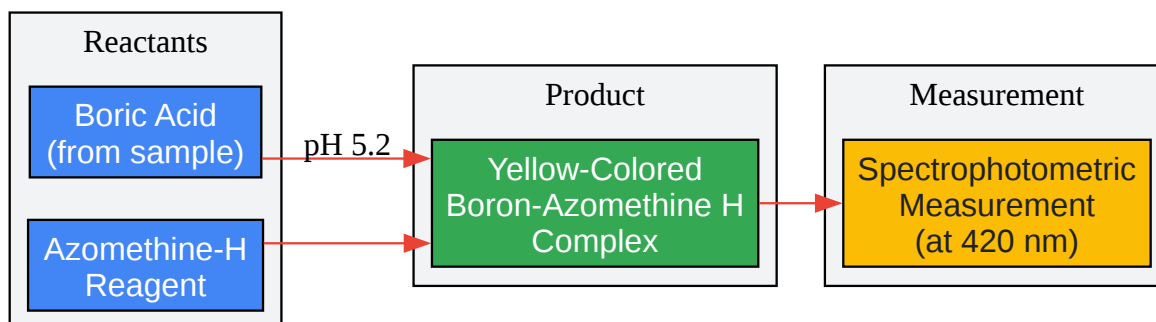 Reactants
Boric Acid
(from sample)
Azomethine-H
Reagent
pH 5.2
Product
Yellow-Colored
Boron-Azomethine H
Complex
Measurement
Spectrophotometric
Measurement
(at 420 nm)